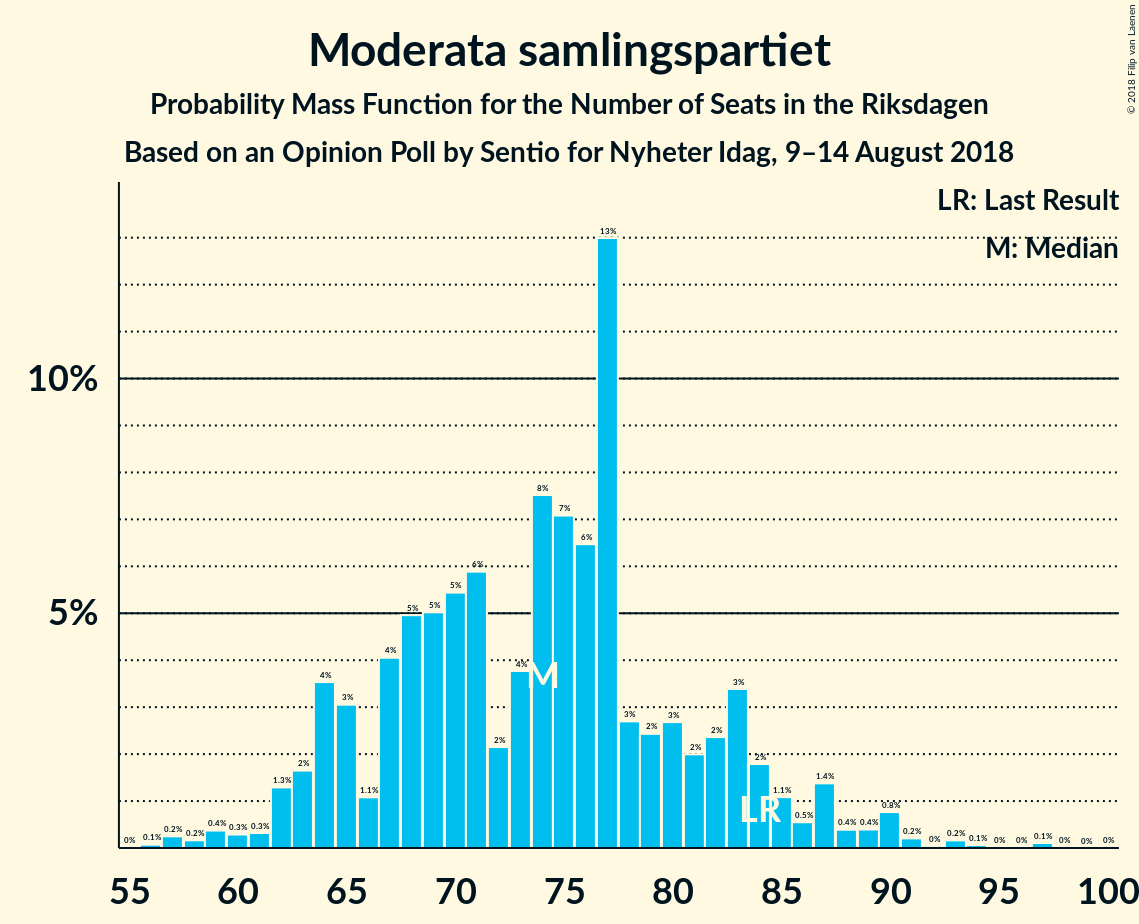 Moderata samlingspartiet
Probability Mass Function for the Number of Seats in the Riksdagen
Based on an Opinion Poll by Sentio for Nyheter Idag, 9–14 August 2018
© 2018 Filip van Laenen
LR: Last Result
M: Median
10%
5%
0% 0.1% 0.2% 0.2% 0.4% 0.3% 0.3% 1.3% 2% 4% 3% 1.1% 4% 5% 5% 5% 6% 2% 4% 8% 7% 6% 13% 3% 2% 3% 2% 2% 3% 2% 1.1% 0.5% 1.4% 0.4% 0.4% 0.8% 0.2% 0% 0.2% 0.1% 0% 0% 0.1% 0% 0% 0%
M
LR
55 60 65 70 75 80 85 90 95 100